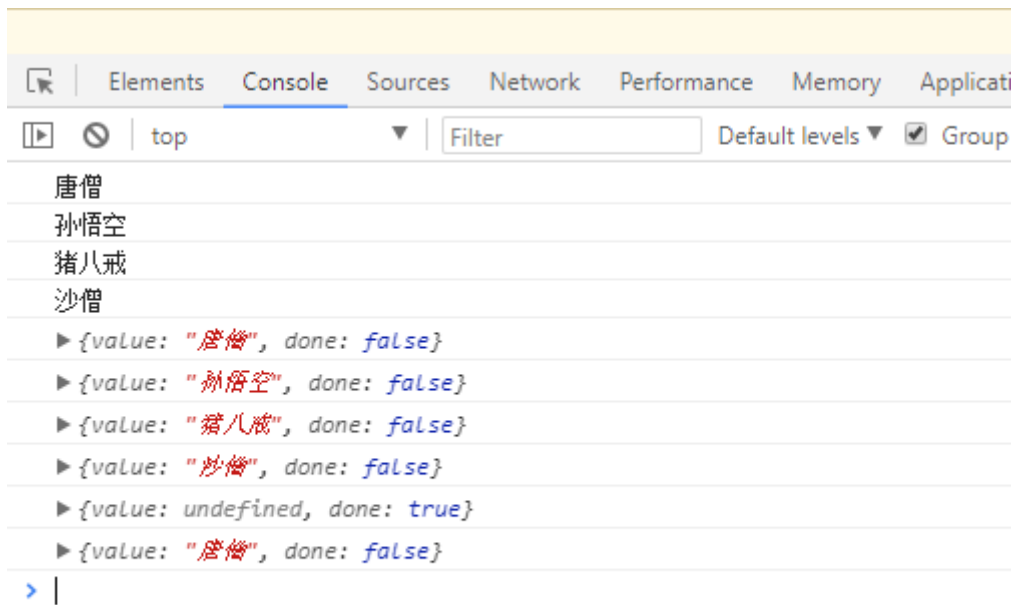 Elements Console Sources Network Performance Memory Applicati
top Filter Default levels Group
唐僧
孙悟空
猪八戒
沙僧
{value: "唐僧", done: false}
{value: "孙悟空", done: false}
{value: "猪八戒", done: false}
{value: "沙僧", done: false}
{value: undefined, done: true}
{value: "唐僧", done: false}